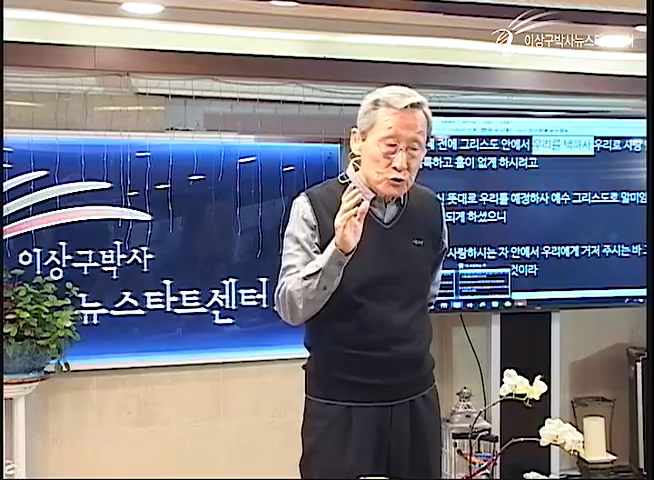 이상구박사뉴스타트센터
전에 그리스도 안에서 우리를 택하사 우리로 사랑
흠이 없게 하시려고
뜻대로 우리를 예정하사 예수 그리스도로 말미암
되게 하셨으니
사랑하시는 자 안에서 우리에게 거저 주시는 바
것이라
이상구박사
뉴스타트센터